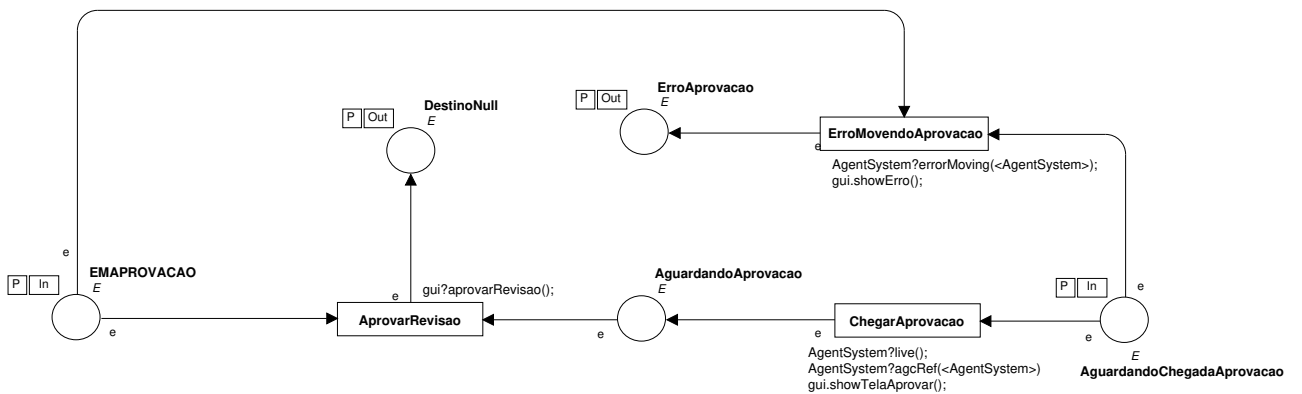 ErroAprovacao
P Out
E
DestinoNull
P Out
E
ErroMovendoAprovacao
e
AgentSystem?errorMoving(<AgentSystem>);
gui.showErro();
e
EMAPROVACAO
P In
E
AguardandoAprovacao
E
P In
e
gui?aprovarRevisao();
e
AprovarRevisao
ChegarAprovacao
e
e
e
e
AgentSystem?live();
AgentSystem?agcRef(<AgentSystem>)
gui.showTelaAprovar();
E
AguardandoChegadaAprovacao